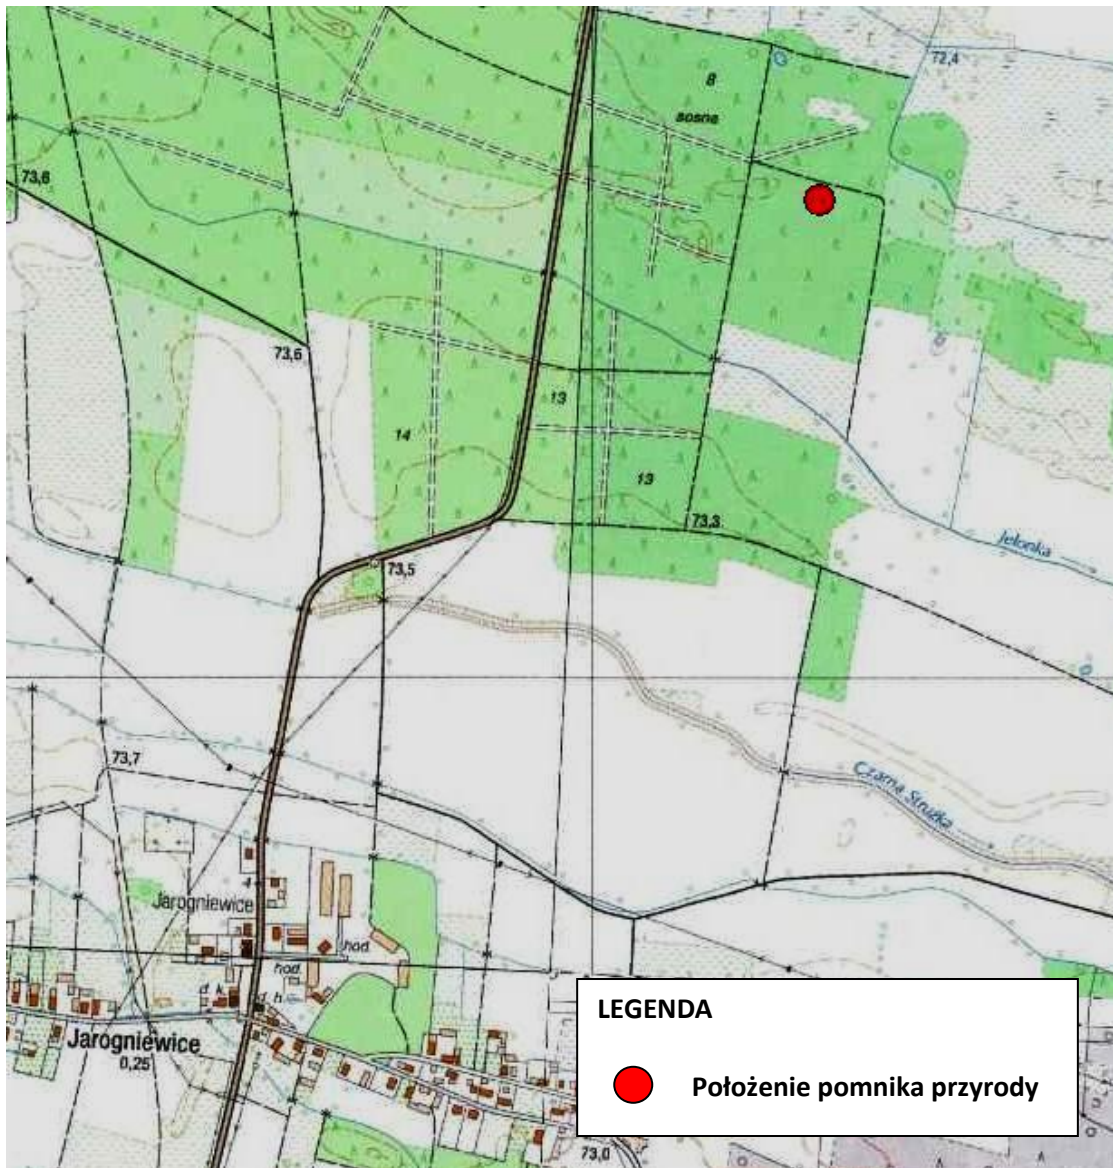 8
sosne
72,4
73,6
73,6
13
14
13
73,3
Jelonka
73,5
73,7
Czarna Strużka
4
Jarogniewice
hod.
hod.
d. k.
d. h.
Jarogniewice
0,25
73,0
LEGENDA
Położenie pomnika przyrody